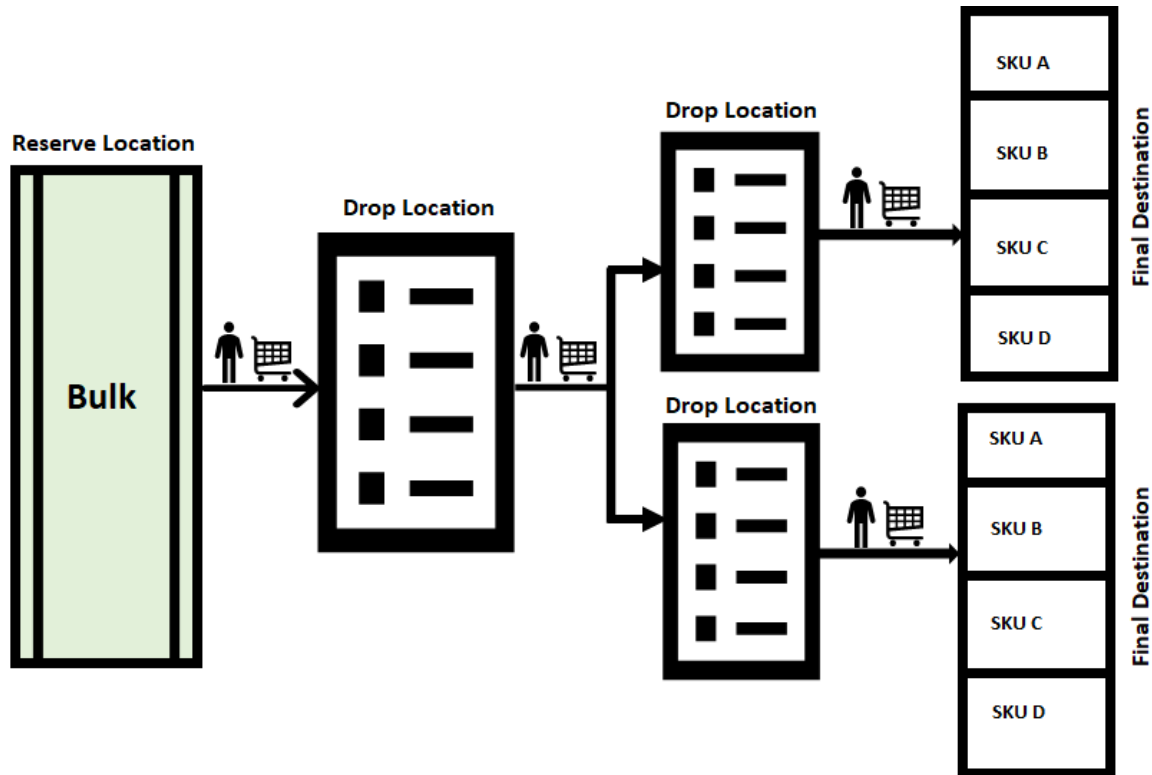 Reserve Location
Bulk
Drop Location
Drop Location
SKU A
SKU B
SKU C
SKU D
Final Destination
Drop Location
SKU A
SKU B
SKU C
SKU D
Final Destination